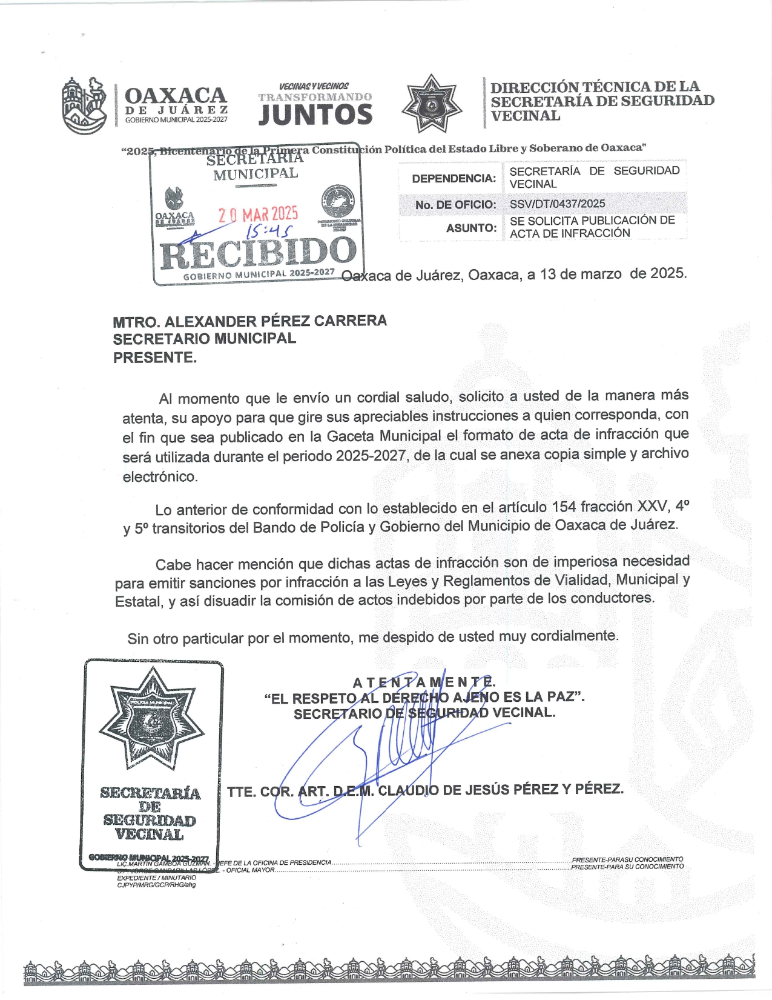 OAXACA
DE JUÁREZ
GOBIERNO MUNICIPAL 2025-2027
VECINAS Y VECINOS
TRANSFORMANDO
JUNTOS
DIRECCIÓN TÉCNICA DE LA
SECRETARÍA DE SEGURIDAD
VECINAL
“2025, Bicentenario de la Primera Constitución Política del Estado Libre y Soberano de Oaxaca"
SECRETARÍA
MUNICIPAL
OAXACA
DE JUÁREZ
20 MAR 2025
15:45
RECIBIDO
GOBIERNO MUNICIPAL 2025-2027
DEPENDENCIA: SECRETARÍA DE SEGURIDAD
VECINAL
No. DE OFICIO: SSV/DT/0437/2025
ASUNTO: SE SOLICITA PUBLICACIÓN DE
ACTA DE INFRACCIÓN
Oaxaca de Juárez, Oaxaca, a 13 de marzo de 2025.
MTRO. ALEXANDER PÉREZ CARRERA
SECRETARIO MUNICIPAL
PRESENTE.
Al momento que le envío un cordial saludo, solicito a usted de la manera más
atenta, su apoyo para que gire sus apreciables instrucciones a quien corresponda, con
el fin que sea publicado en la Gaceta Municipal el formato de acta de infracción que
será utilizada durante el periodo 2025-2027, de la cual se anexa copia simple y archivo
electrónico.
Lo anterior de conformidad con lo establecido en el artículo 154 fracción XXV, 4º
y 5º transitorios del Bando de Policía y Gobierno del Municipio de Oaxaca de Juárez.
Cabe hacer mención que dichas actas de infracción son de imperiosa necesidad
para emitir sanciones por infracción a las Leyes y Reglamentos de Vialidad, Municipal y
Estatal, y así disuadir la comisión de actos indebidos por parte de los conductores.
Sin otro particular por el momento, me despido de usted muy cordialmente.
A T E N T A M E N T E.
“EL RESPETO AL DERECHO AJENO ES LA PAZ”.
SECRETARIO DE SEGURIDAD VECINAL.
TTE. COR. ART. D.E.M. CLAUDIO DE JESÚS PÉREZ Y PÉREZ.
SECRETARÍA
DE
SEGURIDAD
VECINAL
GOBIERNO MUNICIPAL 2025-2027
LIC. MARTÍN GAMBOA GUZMÁN. - JEFE DE LA OFICINA DE PRESIDENCIA...PRESENTE-PARA SU CONOCIMIENTO
C.P. JORGE GANDARILLAS LÓPEZ. - OFICIAL MAYOR...PRESENTE-PARA SU CONOCIMIENTO
EXPEDIENTE / MINUTARIO
CJPYP/MRG/GCP/RHG/ahg